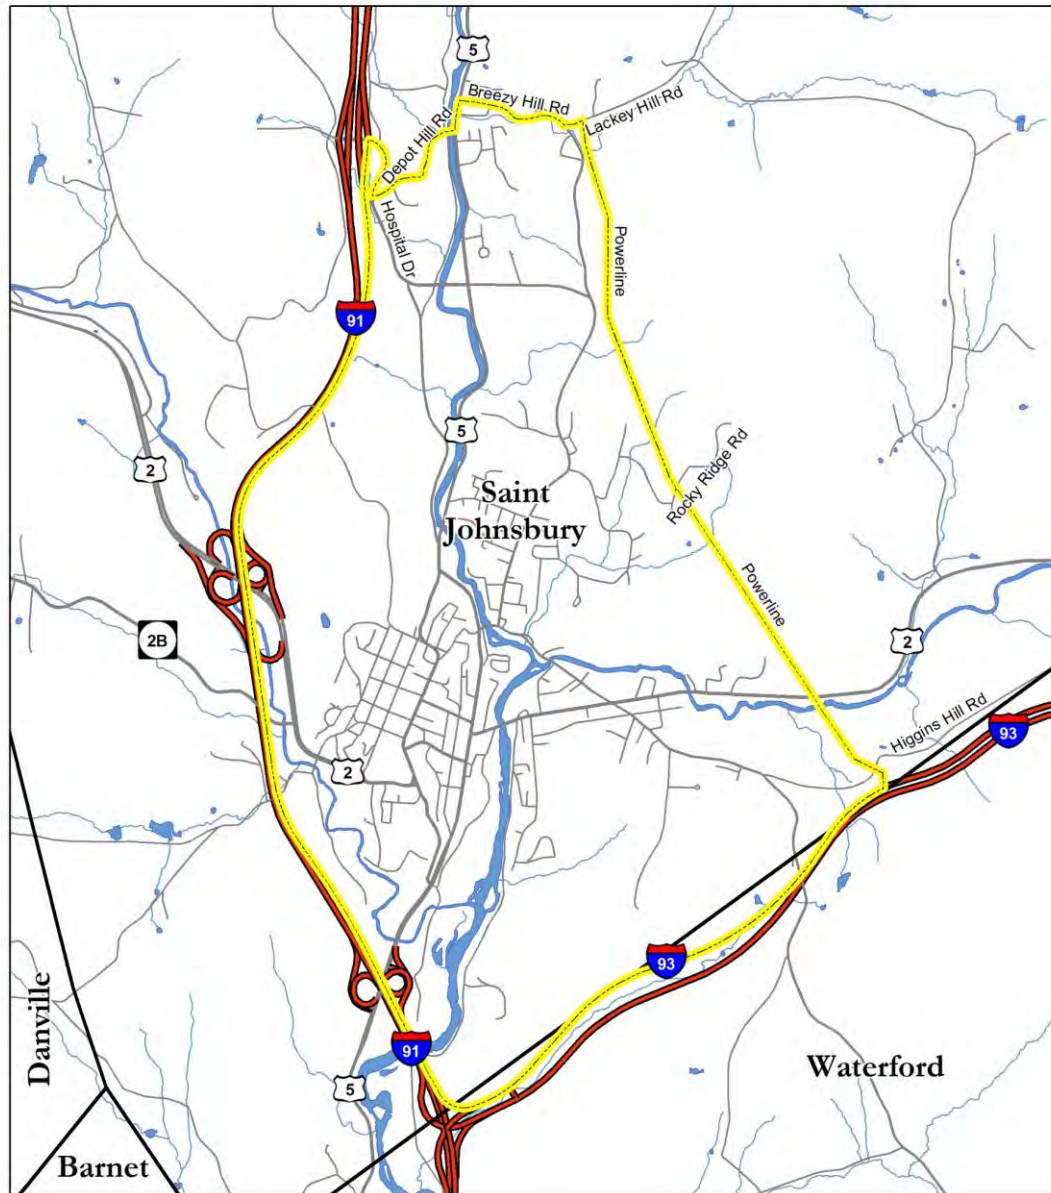 5
Breezy Hill Rd
Lackey Hill Rd
Depot Hill Rd
Hospital Dr
Powerline
91
5
2
Rocky Ridge Rd
Saint
Johnsbury
Powerline
2B
2
Higgins Hill Rd
93
2
93
Danville
91
Waterford
5
Barnet